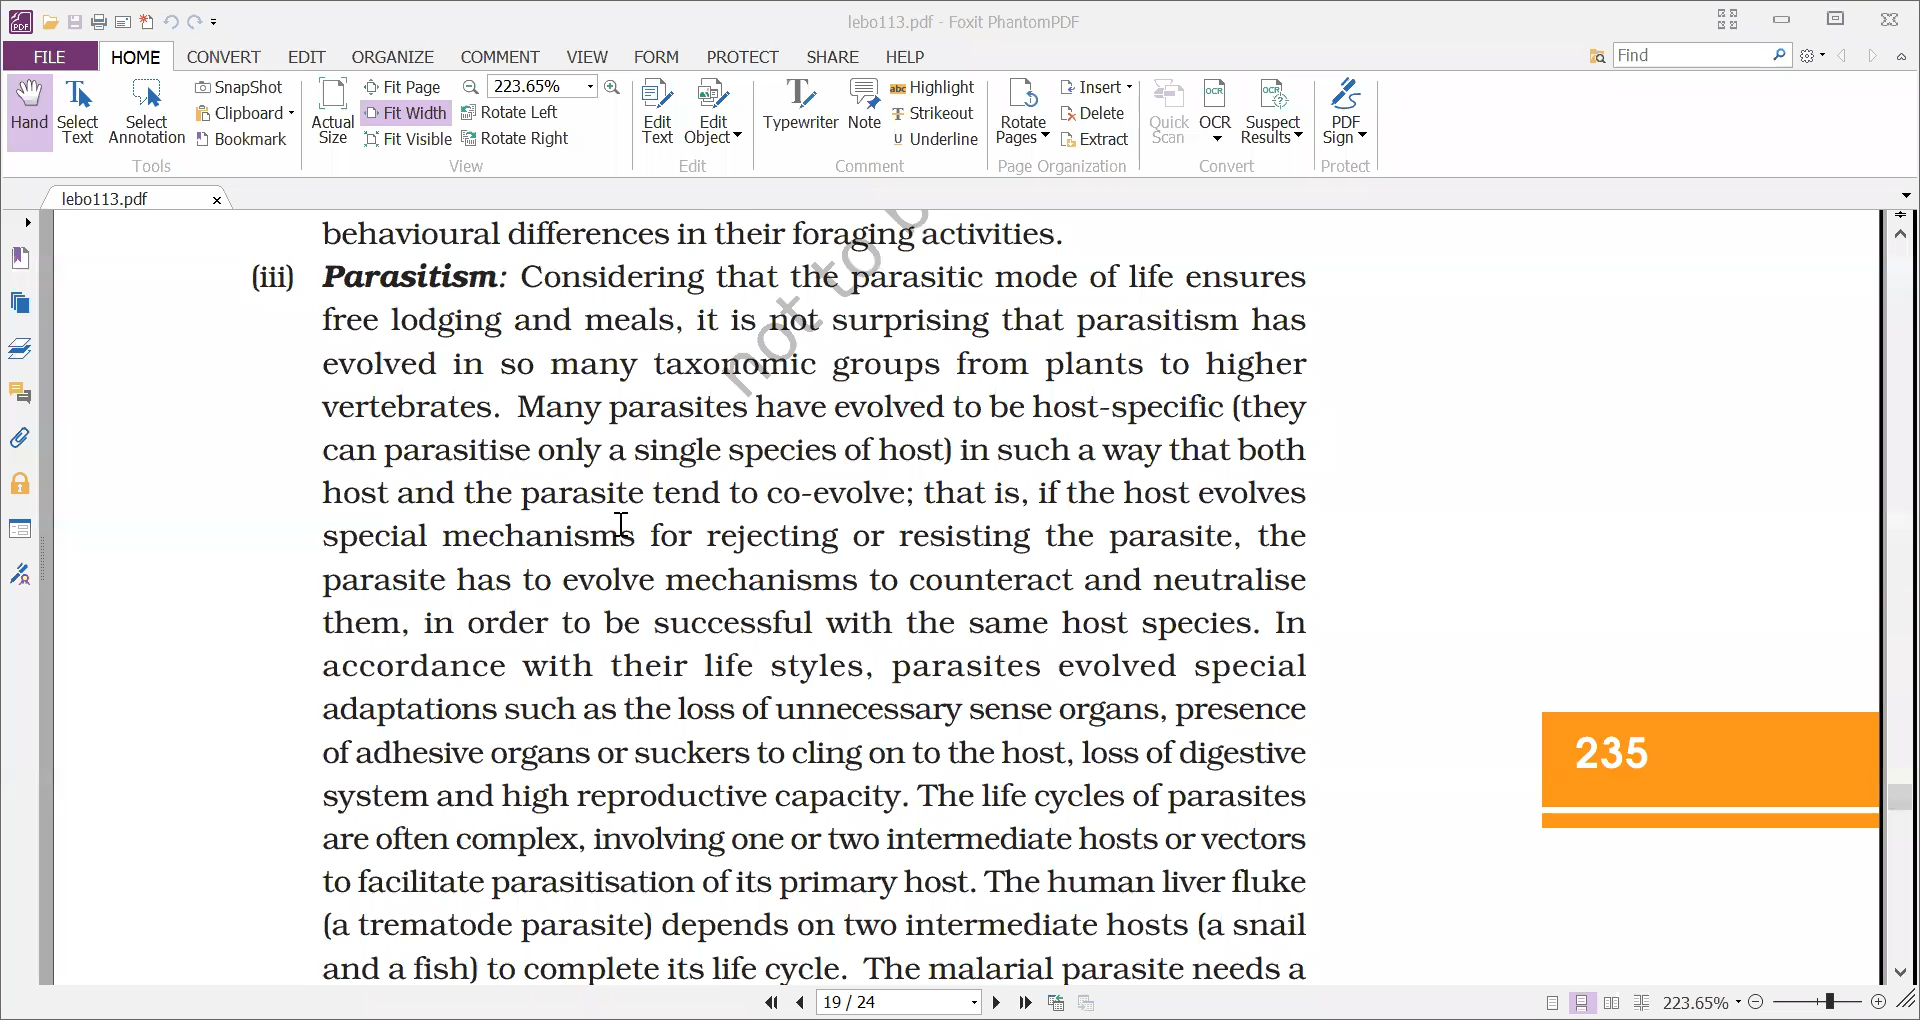 lebo113.pdf - Foxit PhantomPDF
FILE HOME CONVERT EDIT ORGANIZE COMMENT VIEW FORM PROTECT SHARE HELP Find
Hand
Select Text
Select Annotation
SnapShot
Clipboard
Bookmark
Tools
Actual Size
Fit Page
Fit Width
Fit Visible
223.65%
Rotate Left
Rotate Right
View
Edit Text
Edit Object
Edit
Typewriter
Note
Highlight
Strikeout
Underline
Comment
Rotate Pages
Insert
Delete
Extract
Page Organization
Quick Scan
OCR
Suspect Results
Convert
PDF Sign
Protect
lebo113.pdf
behavioural differences in their foraging activities.
(iii) Parasitism: Considering that the parasitic mode of life ensures
free lodging and meals, it is not surprising that parasitism has
evolved in so many taxonomic groups from plants to higher
vertebrates. Many parasites have evolved to be host-specific (they
can parasitise only a single species of host) in such a way that both
host and the parasite tend to co-evolve; that is, if the host evolves
special mechanisms for rejecting or resisting the parasite, the
parasite has to evolve mechanisms to counteract and neutralise
them, in order to be successful with the same host species. In
accordance with their life styles, parasites evolved special
adaptations such as the loss of unnecessary sense organs, presence
of adhesive organs or suckers to cling on to the host, loss of digestive
system and high reproductive capacity. The life cycles of parasites
are often complex, involving one or two intermediate hosts or vectors
to facilitate parasitisation of its primary host. The human liver fluke
(a trematode parasite) depends on two intermediate hosts (a snail
and a fish) to complete its life cycle. The malarial parasite needs a
not to
235
19 / 24
223.65%